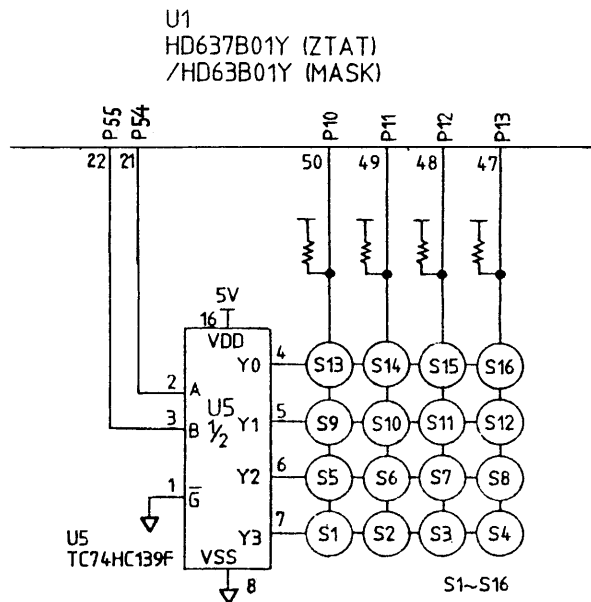 U1
HD637B01Y (ZTAT)
/HD63B01Y (MASK)
P55 P54 P10 P11 P12 P13
22 21 50 49 48 47
5V
16
VDD
Y0 4 S13 S14 S15 S16
2 A
U5
1/2
Y1 5 S9 S10 S11 S12
3 B
Y2 6 S5 S6 S7 S8
1 G̅
Y3 7 S1 S2 S3 S4
U5
TC74HC139F
VSS
8
S1~S16